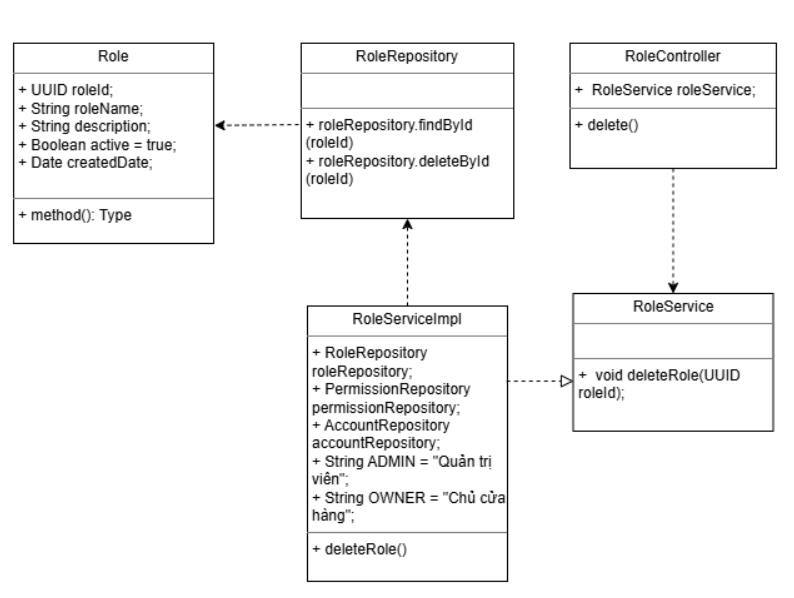 Role
+ UUID roleId;
+ String roleName;
+ String description;
+ Boolean active = true;
+ Date createdDate;
+ method(): Type
RoleRepository
+ roleRepository.findById
(roleId)
+ roleRepository.deleteById
(roleId)
RoleController
+  RoleService roleService;
+ delete()
RoleServiceImpl
+ RoleRepository
roleRepository;
+ PermissionRepository
permissionRepository;
+ AccountRepository
accountRepository;
+ String ADMIN = "Quản trị
viên";
+ String OWNER = "Chủ cửa
hàng";
+ deleteRole()
RoleService
+  void deleteRole(UUID
roleId);